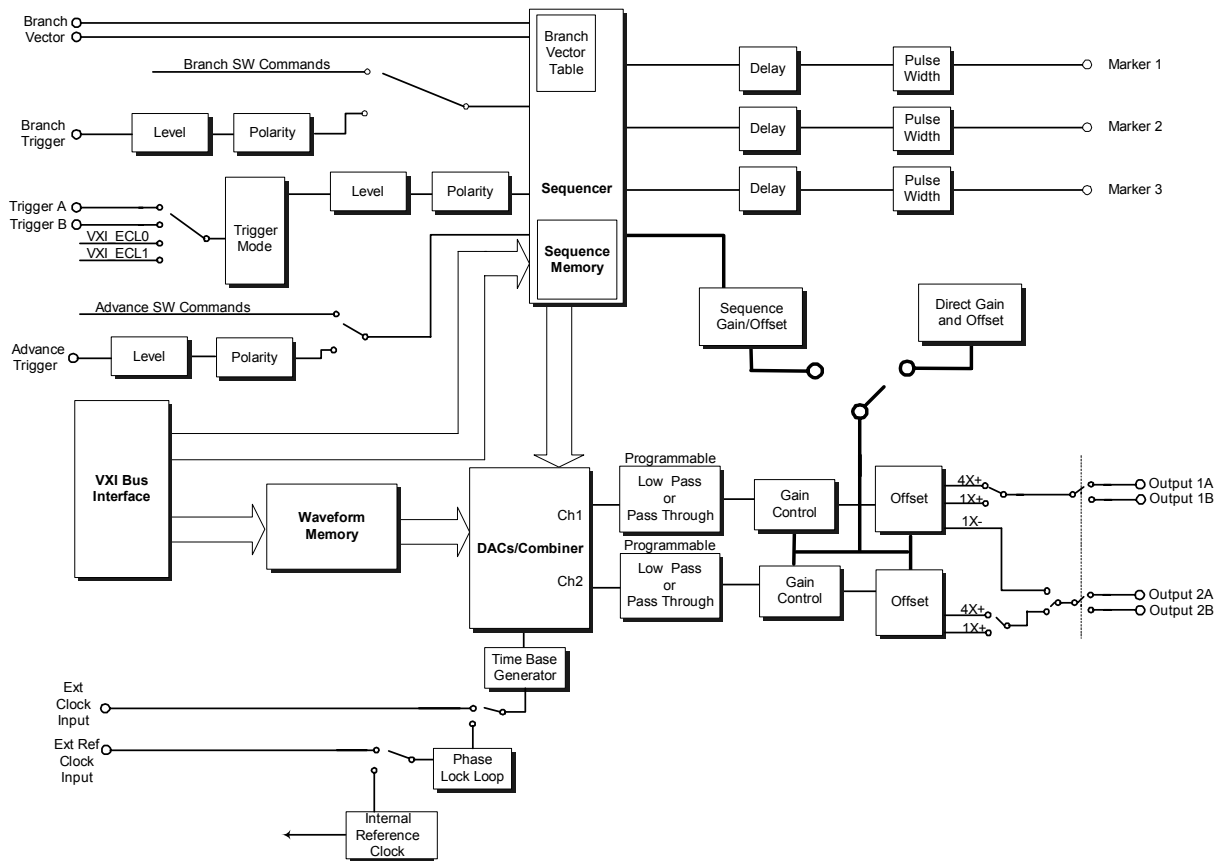 Branch
Vector
Branch
Vector
Table
Delay
Pulse
Width
Marker 1
Branch SW Commands
Branch
Trigger
Level
Polarity
Delay
Pulse
Width
Marker 2
Level
Polarity
Sequencer
Delay
Pulse
Width
Marker 3
Trigger A
Trigger B
VXI_ECL0
VXI_ECL1
Trigger
Mode
Sequence
Memory
Advance SW Commands
Sequence
Gain/Offset
Direct Gain
and Offset
Advance
Trigger
Level
Polarity
VXI Bus
Interface
Waveform
Memory
Ch1
DACs/Combiner
Ch2
Programmable
Low Pass
or
Pass Through
Gain
Control
Offset
4X+
1X+
1X-
Output 1A
Output 1B
Programmable
Low Pass
or
Pass Through
Gain
Control
Offset
4X+
1X+
Output 2A
Output 2B
Time Base
Generator
Ext
Clock
Input
Ext Ref
Clock
Input
Phase
Lock Loop
Internal
Reference
Clock